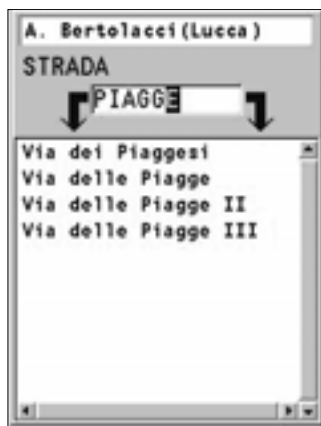 A. Bertolacci(Lucca)
STRADA
PIAGGE
Via dei Piaggesi
Via delle Piagge
Via delle Piagge II
Via delle Piagge III